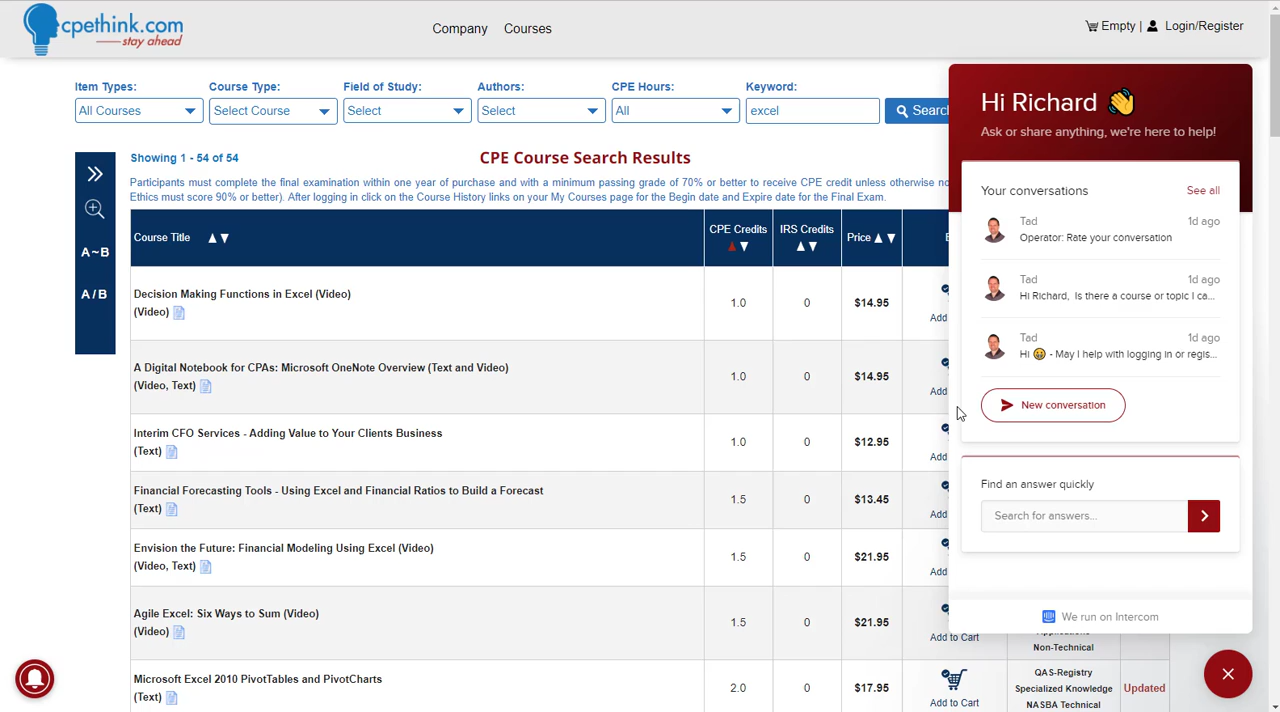 cpethink.com
stay ahead
Company Courses
Empty | Login/Register
Item Types: Course Type: Field of Study: Authors: CPE Hours: Keyword:
All Courses Select Course Select Select All excel Search
Showing 1 - 54 of 54
CPE Course Search Results
Participants must complete the final examination within one year of purchase and with a minimum passing grade of 70% or better to receive CPE credit unless otherwise
Ethics must score 90% or better). After logging in click on the Course History links on your My Courses page for the Begin date and Expire date for the Final Exam.
A~B
A/B
Course Title CPE Credits IRS Credits Price
Decision Making Functions in Excel (Video)
(Video) 1.0 0 $14.95
Add
A Digital Notebook for CPAs: Microsoft OneNote Overview (Text and Video)
(Video, Text) 1.0 0 $14.95
Add
Interim CFO Services - Adding Value to Your Clients Business
(Text) 1.0 0 $12.95
Add
Financial Forecasting Tools - Using Excel and Financial Ratios to Build a Forecast
(Text) 1.5 0 $13.45
Add
Envision the Future: Financial Modeling Using Excel (Video)
(Video, Text) 1.5 0 $21.95
Add
Agile Excel: Six Ways to Sum (Video)
(Video) 1.5 0 $21.95
Add to Cart
Non-Technical
Microsoft Excel 2010 PivotTables and PivotCharts
(Text) 2.0 0 $17.95
Add to Cart
QAS-Registry
Specialized Knowledge
NASBA Technical
Updated
Hi Richard 👋
Ask or share anything, we're here to help!
Your conversations See all
Tad 1d ago
Operator: Rate your conversation
Tad 1d ago
Hi Richard, Is there a course or topic I ca...
Tad 1d ago
Hi 😀 - May I help with logging in or regis...
New conversation
Find an answer quickly
Search for answers...
We run on Intercom